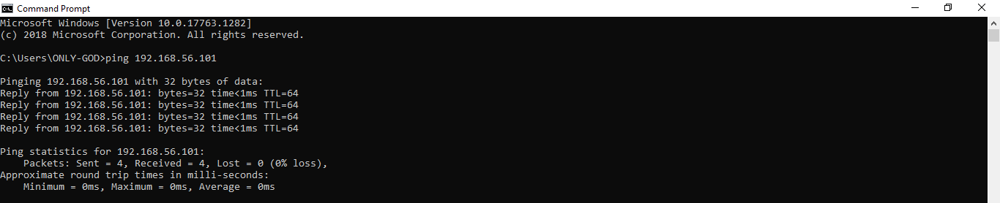 Command Prompt
Microsoft Windows [Version 10.0.17763.1282]
(c) 2018 Microsoft Corporation. All rights reserved.
C:\Users\ONLY-GOD>ping 192.168.56.101
Pinging 192.168.56.101 with 32 bytes of data:
Reply from 192.168.56.101: bytes=32 time<1ms TTL=64
Reply from 192.168.56.101: bytes=32 time<1ms TTL=64
Reply from 192.168.56.101: bytes=32 time<1ms TTL=64
Reply from 192.168.56.101: bytes=32 time<1ms TTL=64
Ping statistics for 192.168.56.101:
    Packets: Sent = 4, Received = 4, Lost = 0 (0% loss),
Approximate round trip times in milli-seconds:
    Minimum = 0ms, Maximum = 0ms, Average = 0ms